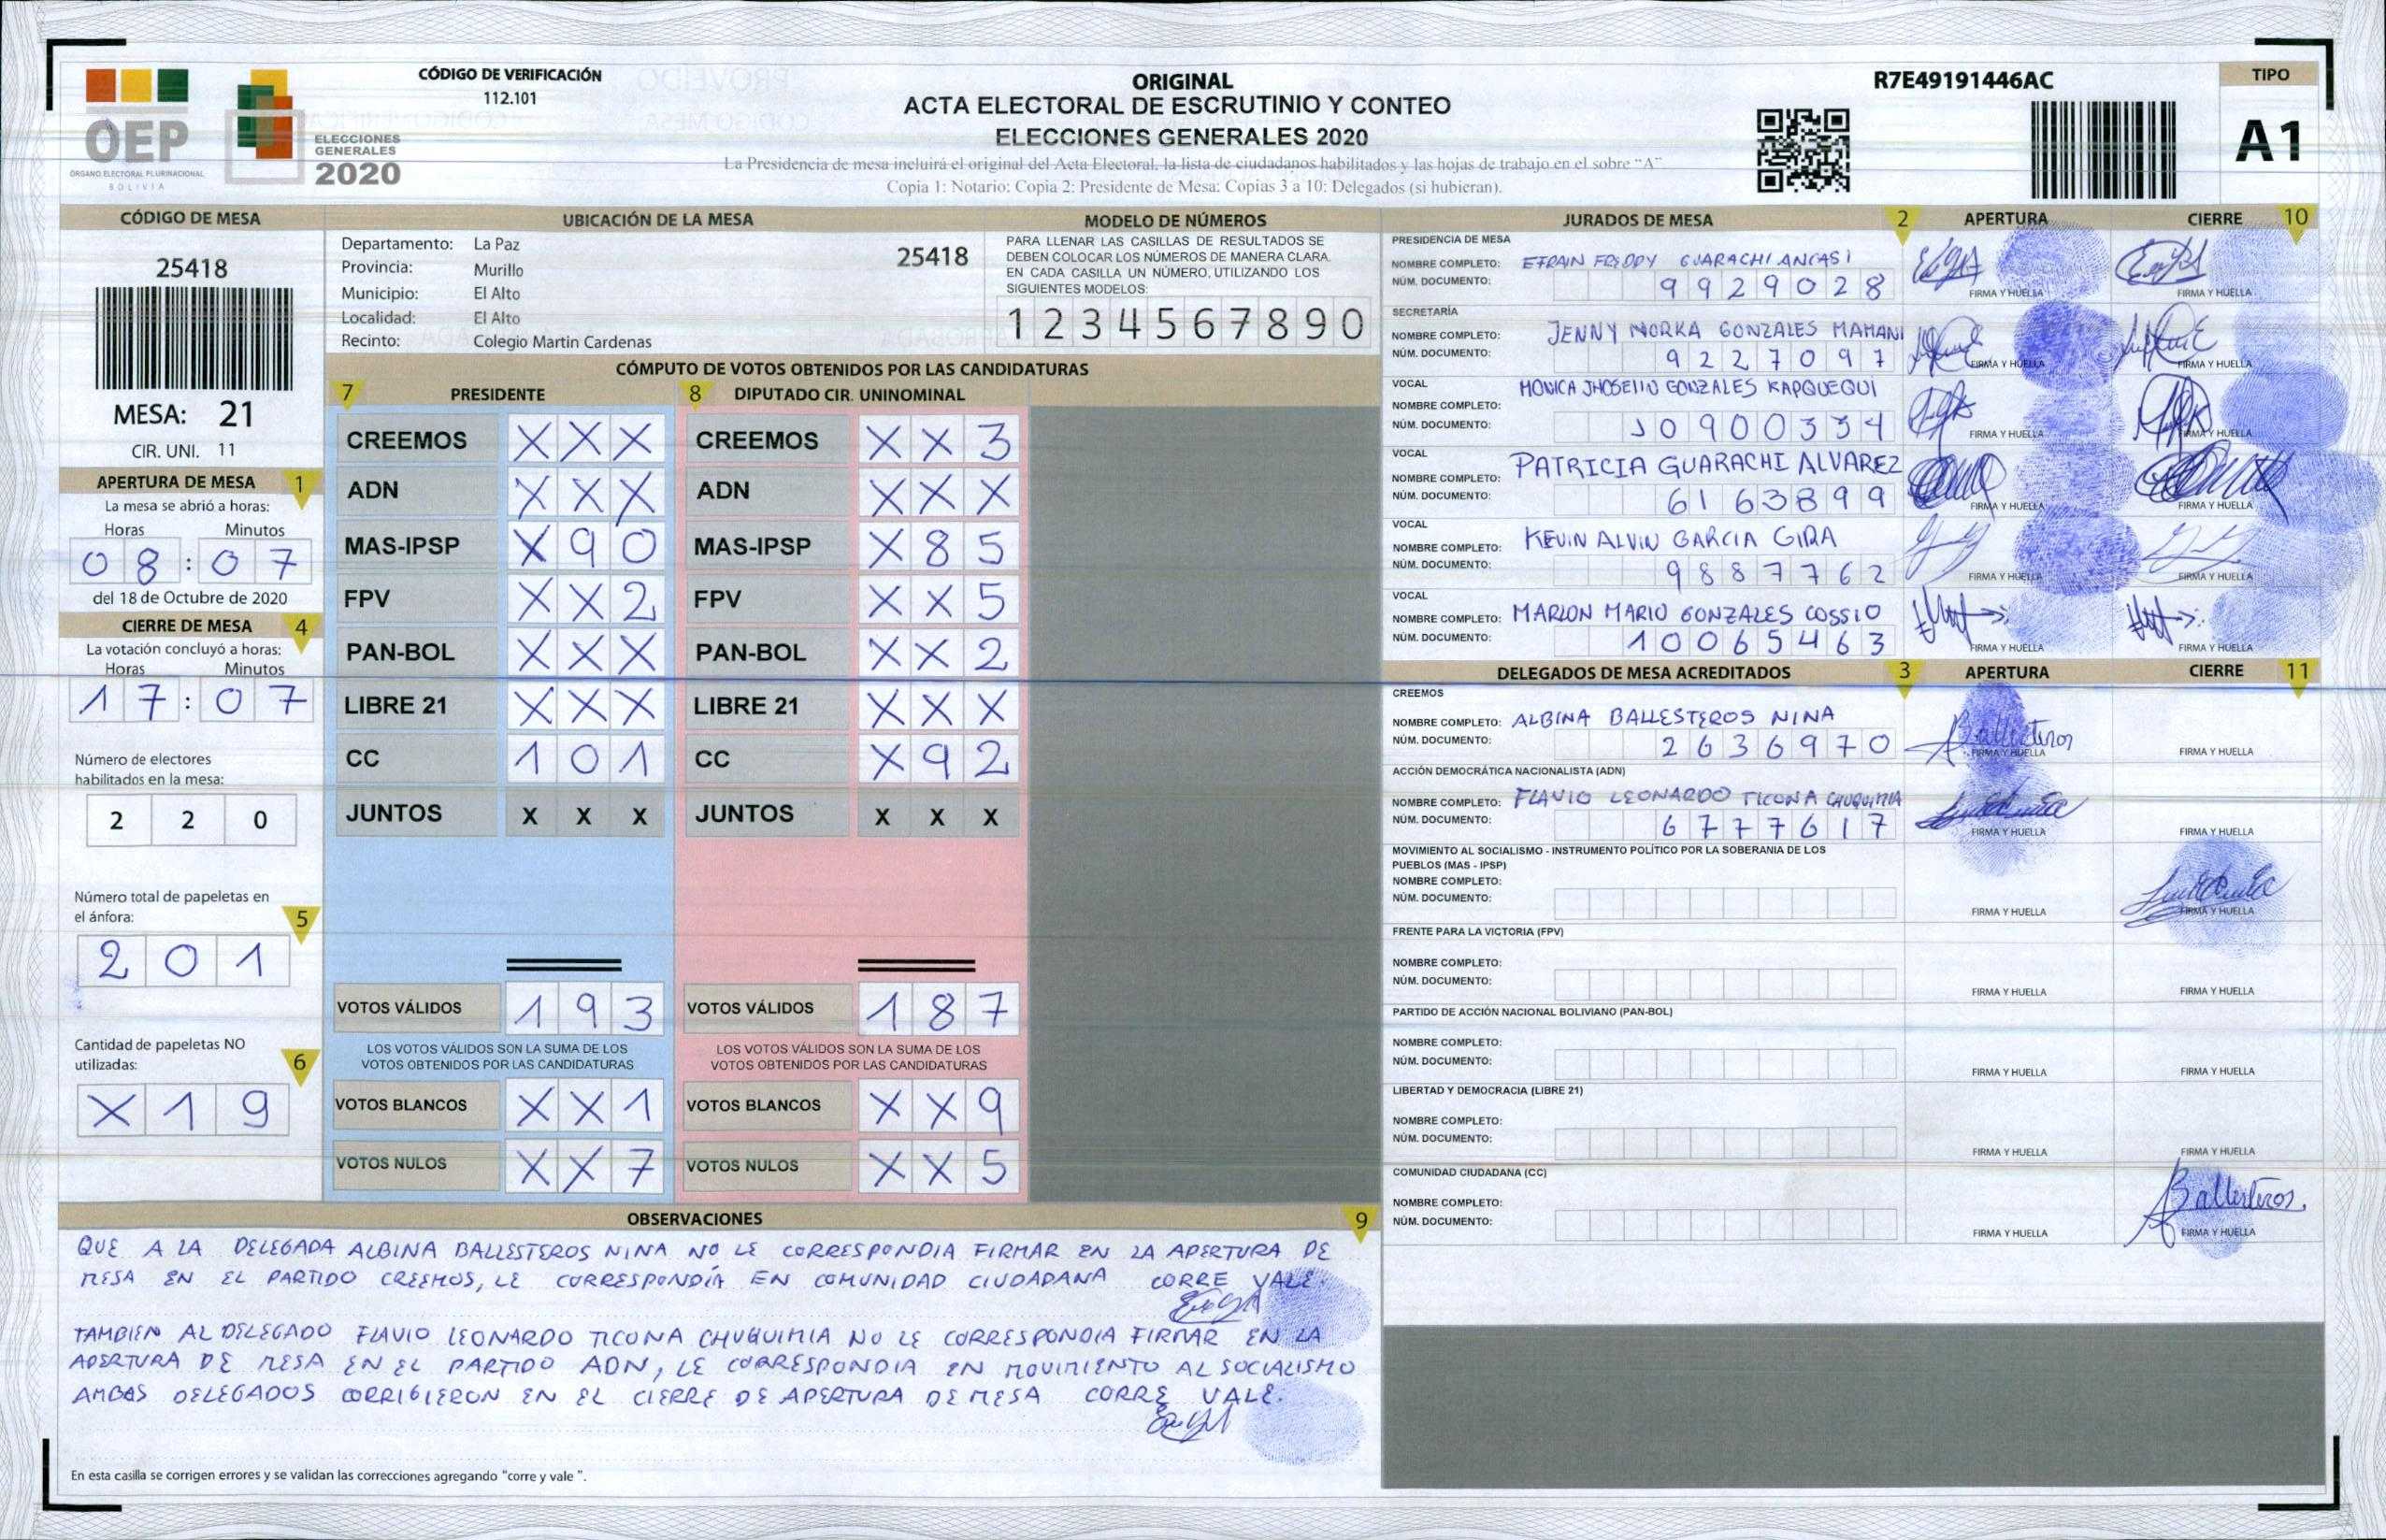 CÓDIGO DE VERIFICACIÓN
112.101
OEP
ÓRGANO ELECTORAL PLURINACIONAL
BOLIVIA
ELECCIONES
GENERALES
2020
ORIGINAL
ACTA ELECTORAL DE ESCRUTINIO Y CONTEO
ELECCIONES GENERALES 2020
La Presidencia de mesa incluirá el original del Acta Electoral, la lista de ciudadanos habilitados y las hojas de trabajo en el sobre "A"
Copia 1: Notario: Copia 2: Presidente de Mesa: Copias 3 a 10: Delegados (si hubieran).
R7E49191446AC
TIPO
A1
CÓDIGO DE MESA
25418
MESA: 21
CIR. UNI. 11
APERTURA DE MESA 1
La mesa se abrió a horas:
Horas Minutos
08:07
del 18 de Octubre de 2020
CIERRE DE MESA 4
La votación concluyó a horas:
Horas Minutos
17:07
Número de electores
habilitados en la mesa:
2 2 0
Número total de papeletas en
el ánfora: 5
2 0 1
Cantidad de papeletas NO
utilizadas: 6
X 1 9
UBICACIÓN DE LA MESA
Departamento: La Paz
Provincia: Murillo
Municipio: El Alto
Localidad: El Alto
Recinto: Colegio Martin Cardenas
25418
MODELO DE NÚMEROS
PARA LLENAR LAS CASILLAS DE RESULTADOS SE
DEBEN COLOCAR LOS NÚMEROS DE MANERA CLARA.
EN CADA CASILLA UN NÚMERO, UTILIZANDO LOS
SIGUIENTES MODELOS:
1 2 3 4 5 6 7 8 9 0
CÓMPUTO DE VOTOS OBTENIDOS POR LAS CANDIDATURAS
7 PRESIDENTE 8 DIPUTADO CIR. UNINOMINAL
CREEMOS X X X CREEMOS X X 3
ADN X X X ADN X X X
MAS-IPSP X 9 0 MAS-IPSP X 8 5
FPV X X 2 FPV X X 5
PAN-BOL X X X PAN-BOL X X 2
LIBRE 21 X X X LIBRE 21 X X X
CC 1 0 1 CC X 9 2
JUNTOS X X X JUNTOS X X X
VOTOS VÁLIDOS 1 9 3 VOTOS VÁLIDOS 1 8 7
LOS VOTOS VÁLIDOS SON LA SUMA DE LOS LOS VOTOS VÁLIDOS SON LA SUMA DE LOS
VOTOS OBTENIDOS POR LAS CANDIDATURAS VOTOS OBTENIDOS POR LAS CANDIDATURAS
VOTOS BLANCOS X X 1 VOTOS BLANCOS X X 9
VOTOS NULOS X X 7 VOTOS NULOS X X 5
OBSERVACIONES 9
QUE A LA DELEGADA ALBINA BALLESTEROS NINA NO LE CORRESPONDIA FIRMAR EN LA APERTURA DE
MESA EN EL PARTIDO CREEMOS, LE CORRESPONDÍA EN COMUNIDAD CIUDADANA CORRE VALE.
TAMBIEN AL DELEGADO FLAVIO LEONARDO TICONA CHUQUIMIA NO LE CORRESPONDIA FIRMAR EN LA
APERTURA DE MESA EN EL PARTIDO ADN, LE CORRESPONDIA EN MOVIMIENTO AL SOCIALISMO
AMBAS DELEGADOS CORRIGIERON EN EL CIERRE DE APERTURA DE MESA CORRE VALE.
En esta casilla se corrigen errores y se validan las correcciones agregando "corre y vale ".
JURADOS DE MESA 2 APERTURA CIERRE 10
PRESIDENCIA DE MESA
NOMBRE COMPLETO: EFRAIN FREDDY GUARACHI ANCASI
NÚM. DOCUMENTO: 9929028
FIRMA Y HUELLA FIRMA Y HUELLA
SECRETARÍA
NOMBRE COMPLETO: JENNY NORKA GONZALES MAMANI
NÚM. DOCUMENTO: 9227097
FIRMA Y HUELLA FIRMA Y HUELLA
VOCAL
NOMBRE COMPLETO: MONICA JHOSELIN GONZALES KAPQUEQUI
NÚM. DOCUMENTO: 10900334
FIRMA Y HUELLA FIRMA Y HUELLA
VOCAL
NOMBRE COMPLETO: PATRICIA GUARACHI ALVAREZ
NÚM. DOCUMENTO: 6163899
FIRMA Y HUELLA FIRMA Y HUELLA
VOCAL
NOMBRE COMPLETO: KEVIN ALVIN GARCIA GIRA
NÚM. DOCUMENTO: 9887762
FIRMA Y HUELLA FIRMA Y HUELLA
VOCAL
NOMBRE COMPLETO: MARLON MARIO GONZALES COSSIO
NÚM. DOCUMENTO: 10065463
FIRMA Y HUELLA FIRMA Y HUELLA
DELEGADOS DE MESA ACREDITADOS 3 APERTURA CIERRE 11
CREEMOS
NOMBRE COMPLETO: ALBINA BALLESTEROS NINA
NÚM. DOCUMENTO: 2636970
Ballesteros
FIRMA Y HUELLA FIRMA Y HUELLA
ACCIÓN DEMOCRÁTICA NACIONALISTA (ADN)
NOMBRE COMPLETO: FLAVIO LEONARDO TICONA CHUQUIMIA
NÚM. DOCUMENTO: 6777617
FIRMA Y HUELLA FIRMA Y HUELLA
MOVIMIENTO AL SOCIALISMO - INSTRUMENTO POLÍTICO POR LA SOBERANIA DE LOS
PUEBLOS (MAS - IPSP)
NOMBRE COMPLETO:
NÚM. DOCUMENTO:
FIRMA Y HUELLA FIRMA Y HUELLA
FRENTE PARA LA VICTORIA (FPV)
NOMBRE COMPLETO:
NÚM. DOCUMENTO:
FIRMA Y HUELLA FIRMA Y HUELLA
PARTIDO DE ACCIÓN NACIONAL BOLIVIANO (PAN-BOL)
NOMBRE COMPLETO:
NÚM. DOCUMENTO:
FIRMA Y HUELLA FIRMA Y HUELLA
LIBERTAD Y DEMOCRACIA (LIBRE 21)
NOMBRE COMPLETO:
NÚM. DOCUMENTO:
FIRMA Y HUELLA FIRMA Y HUELLA
COMUNIDAD CIUDADANA (CC)
NOMBRE COMPLETO:
NÚM. DOCUMENTO:
Ballesteros
FIRMA Y HUELLA FIRMA Y HUELLA